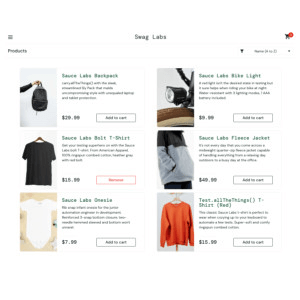 Swag Labs
Products
Name (A to Z)
Sauce Labs Backpack
carry.allTheThings() with the sleek,
streamlined Sly Pack that melds
uncompromising style with unequaled laptop
and tablet protection.
$29.99
Add to cart
Sauce Labs Bike Light
A red light isn't the desired state in testing but
it sure helps when riding your bike at night.
Water-resistant with 3 lighting modes, 1 AAA
battery included.
$9.99
Add to cart
Sauce Labs Bolt T-Shirt
Get your testing superhero on with the Sauce
Labs bolt T-shirt. From American Apparel,
100% ringspun combed cotton, heather gray
with red bolt.
$15.99
Remove
Sauce Labs Fleece Jacket
It's not every day that you come across a
midweight quarter-zip fleece jacket capable
of handling everything from a relaxing day
outdoors to a busy day at the office.
$49.99
Add to cart
Sauce Labs Onesie
Rib snap infant onesie for the junior
automation engineer in development.
Reinforced 3-snap bottom closure, two-
needle hemmed sleeved and bottom won't
unravel.
$7.99
Add to cart
Test.allTheThings() T-
Shirt (Red)
This classic Sauce Labs t-shirt is perfect to
wear when cozying up to your keyboard to
automate a few tests. Super-soft and comfy
ringspun combed cotton.
$15.99
Add to cart